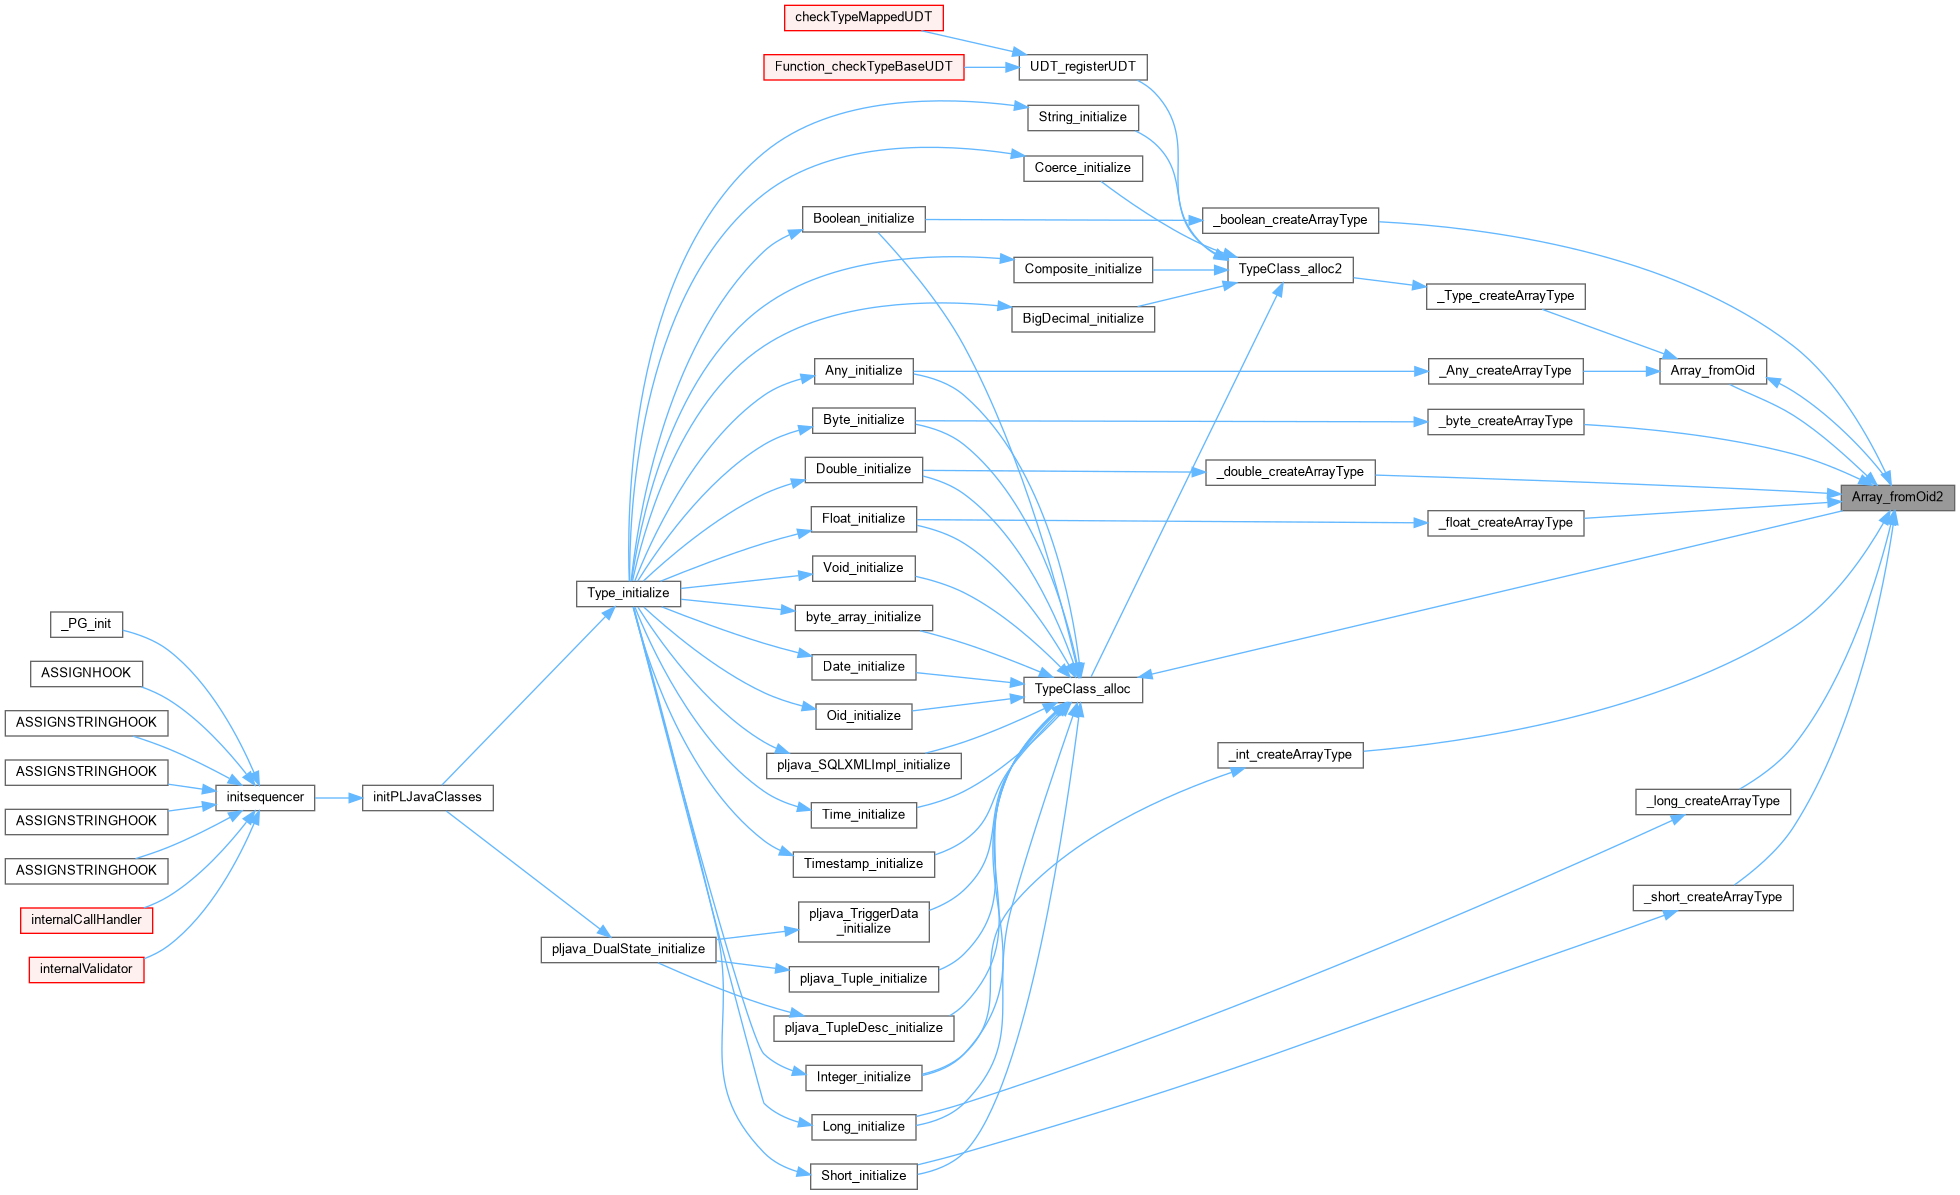 checkTypeMappedUDT
Function_checkTypeBaseUDT
UDT_registerUDT
String_initialize
Coerce_initialize
Boolean_initialize
_boolean_createArrayType
Composite_initialize
TypeClass_alloc2
_Type_createArrayType
BigDecimal_initialize
Any_initialize
_Any_createArrayType
Array_fromOid
Byte_initialize
_byte_createArrayType
Double_initialize
_double_createArrayType
Array_fromOid2
Float_initialize
_float_createArrayType
Void_initialize
Type_initialize
byte_array_initialize
_PG_init
Date_initialize
ASSIGNHOOK
TypeClass_alloc
Oid_initialize
ASSIGNSTRINGHOOK
_int_createArrayType
pljava_SQLXMLImpl_initialize
ASSIGNSTRINGHOOK
initsequencer
initPLJavaClasses
_long_createArrayType
Time_initialize
ASSIGNSTRINGHOOK
Timestamp_initialize
ASSIGNSTRINGHOOK
_short_createArrayType
pljava_TriggerData
_initialize
internalCallHandler
pljava_DualState_initialize
internalValidator
pljava_Tuple_initialize
pljava_TupleDesc_initialize
Integer_initialize
Long_initialize
Short_initialize